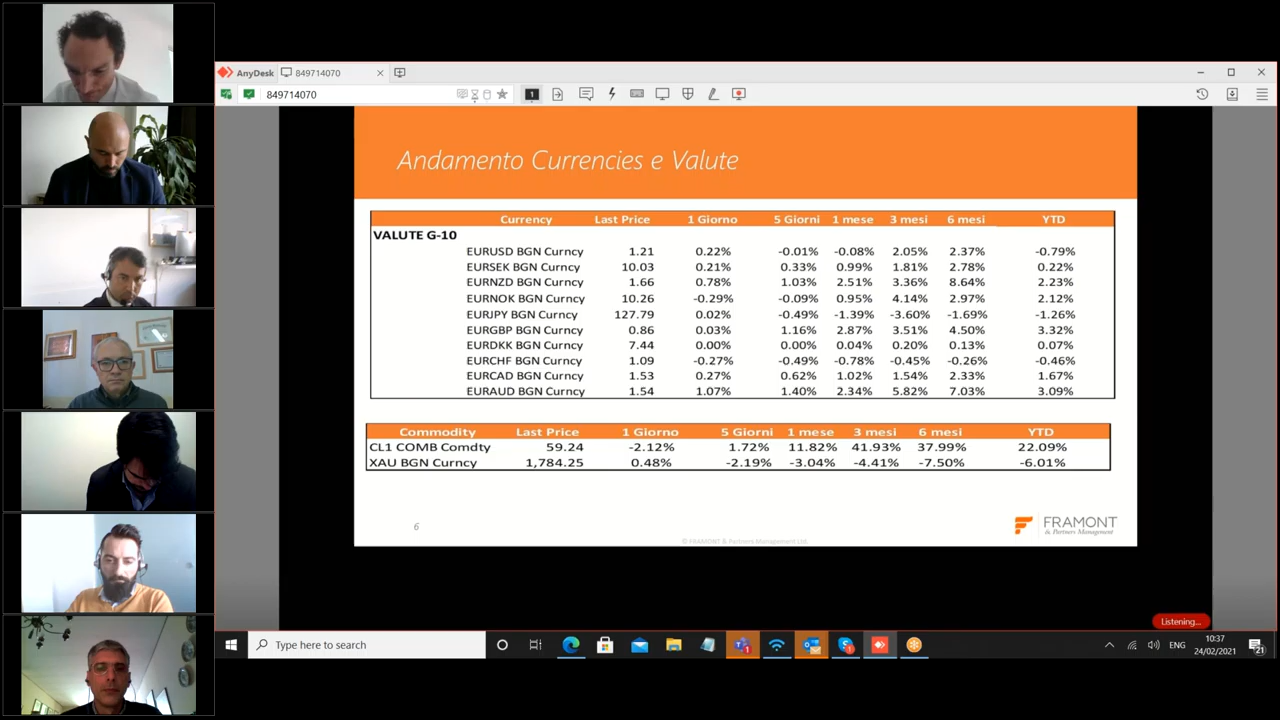 AnyDesk 849714070
849714070 1
Andamento Currencies e Valute
Currency Last Price 1 Giorno 5 Giorni 1 mese 3 mesi 6 mesi YTD
VALUTE G-10
EURUSD BGN Curncy 1.21 0.22% -0.01% -0.08% 2.05% 2.37% -0.79%
EURSEK BGN Curncy 10.03 0.21% 0.33% 0.99% 1.81% 2.78% 0.22%
EURNZD BGN Curncy 1.66 0.78% 1.03% 2.51% 3.36% 8.64% 2.23%
EURNOK BGN Curncy 10.26 -0.29% -0.09% 0.95% 4.14% 2.97% 2.12%
EURJPY BGN Curncy 127.79 0.02% -0.49% -1.39% -3.60% -1.69% -1.26%
EURGBP BGN Curncy 0.86 0.03% 1.16% 2.87% 3.51% 4.50% 3.32%
EURDKK BGN Curncy 7.44 0.00% 0.00% 0.04% 0.20% 0.13% 0.07%
EURCHF BGN Curncy 1.09 -0.27% -0.49% -0.78% -0.45% -0.26% -0.46%
EURCAD BGN Curncy 1.53 0.27% 0.62% 1.02% 1.54% 2.33% 1.67%
EURAUD BGN Curncy 1.54 1.07% 1.40% 2.34% 5.82% 7.03% 3.09%
Commodity Last Price 1 Giorno 5 Giorni 1 mese 3 mesi 6 mesi YTD
CL1 COMB Comdty 59.24 -2.12% 1.72% 11.82% 41.93% 37.99% 22.09%
XAU BGN Curncy 1,784.25 0.48% -2.19% -3.04% -4.41% -7.50% -6.01%
6
FRAMONT
& Partners Management
© FRAMONT & Partners Management Ltd.
Listening...
Type here to search
ENG
10:37
24/02/2021
21